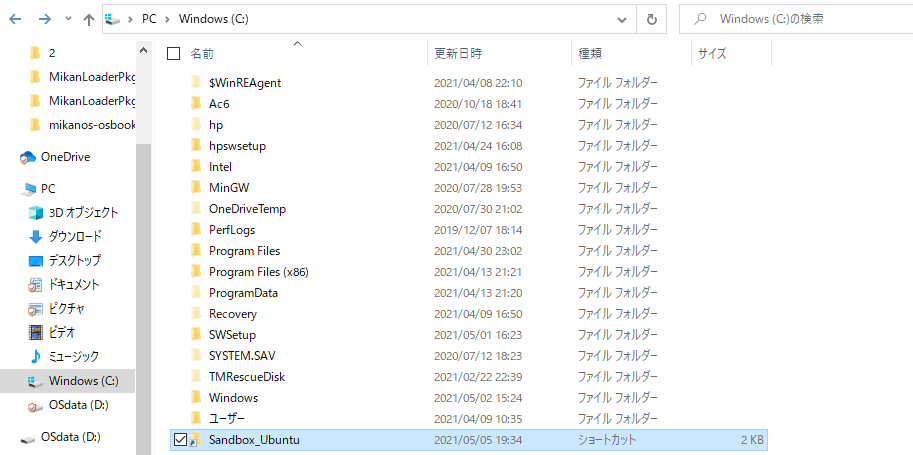 PC > Windows (C:)
Windows (C:)の検索
2
MikanLoaderPkg
MikanLoaderPkg
mikanos-osbook
OneDrive
PC
3D オブジェクト
ダウンロード
デスクトップ
ドキュメント
ピクチャ
ビデオ
ミュージック
Windows (C:)
OSdata (D:)
OSdata (D:)
名前 更新日時 種類 サイズ
$WinREAgent 2021/04/08 22:10 ファイル フォルダー
Ac6 2020/10/18 18:41 ファイル フォルダー
hp 2020/07/12 16:34 ファイル フォルダー
hpswsetup 2021/04/24 16:08 ファイル フォルダー
Intel 2021/04/09 16:50 ファイル フォルダー
MinGW 2020/07/28 19:53 ファイル フォルダー
OneDriveTemp 2020/07/30 21:02 ファイル フォルダー
PerfLogs 2019/12/07 18:14 ファイル フォルダー
Program Files 2021/04/30 23:02 ファイル フォルダー
Program Files (x86) 2021/04/13 21:21 ファイル フォルダー
ProgramData 2021/04/13 21:20 ファイル フォルダー
Recovery 2021/04/09 16:50 ファイル フォルダー
SWSetup 2021/05/01 16:23 ファイル フォルダー
SYSTEM.SAV 2020/07/12 18:23 ファイル フォルダー
TMRescueDisk 2021/02/22 22:39 ファイル フォルダー
Windows 2021/05/02 15:24 ファイル フォルダー
ユーザー 2021/04/09 10:35 ファイル フォルダー
Sandbox_Ubuntu 2021/05/05 19:34 ショートカット 2 KB